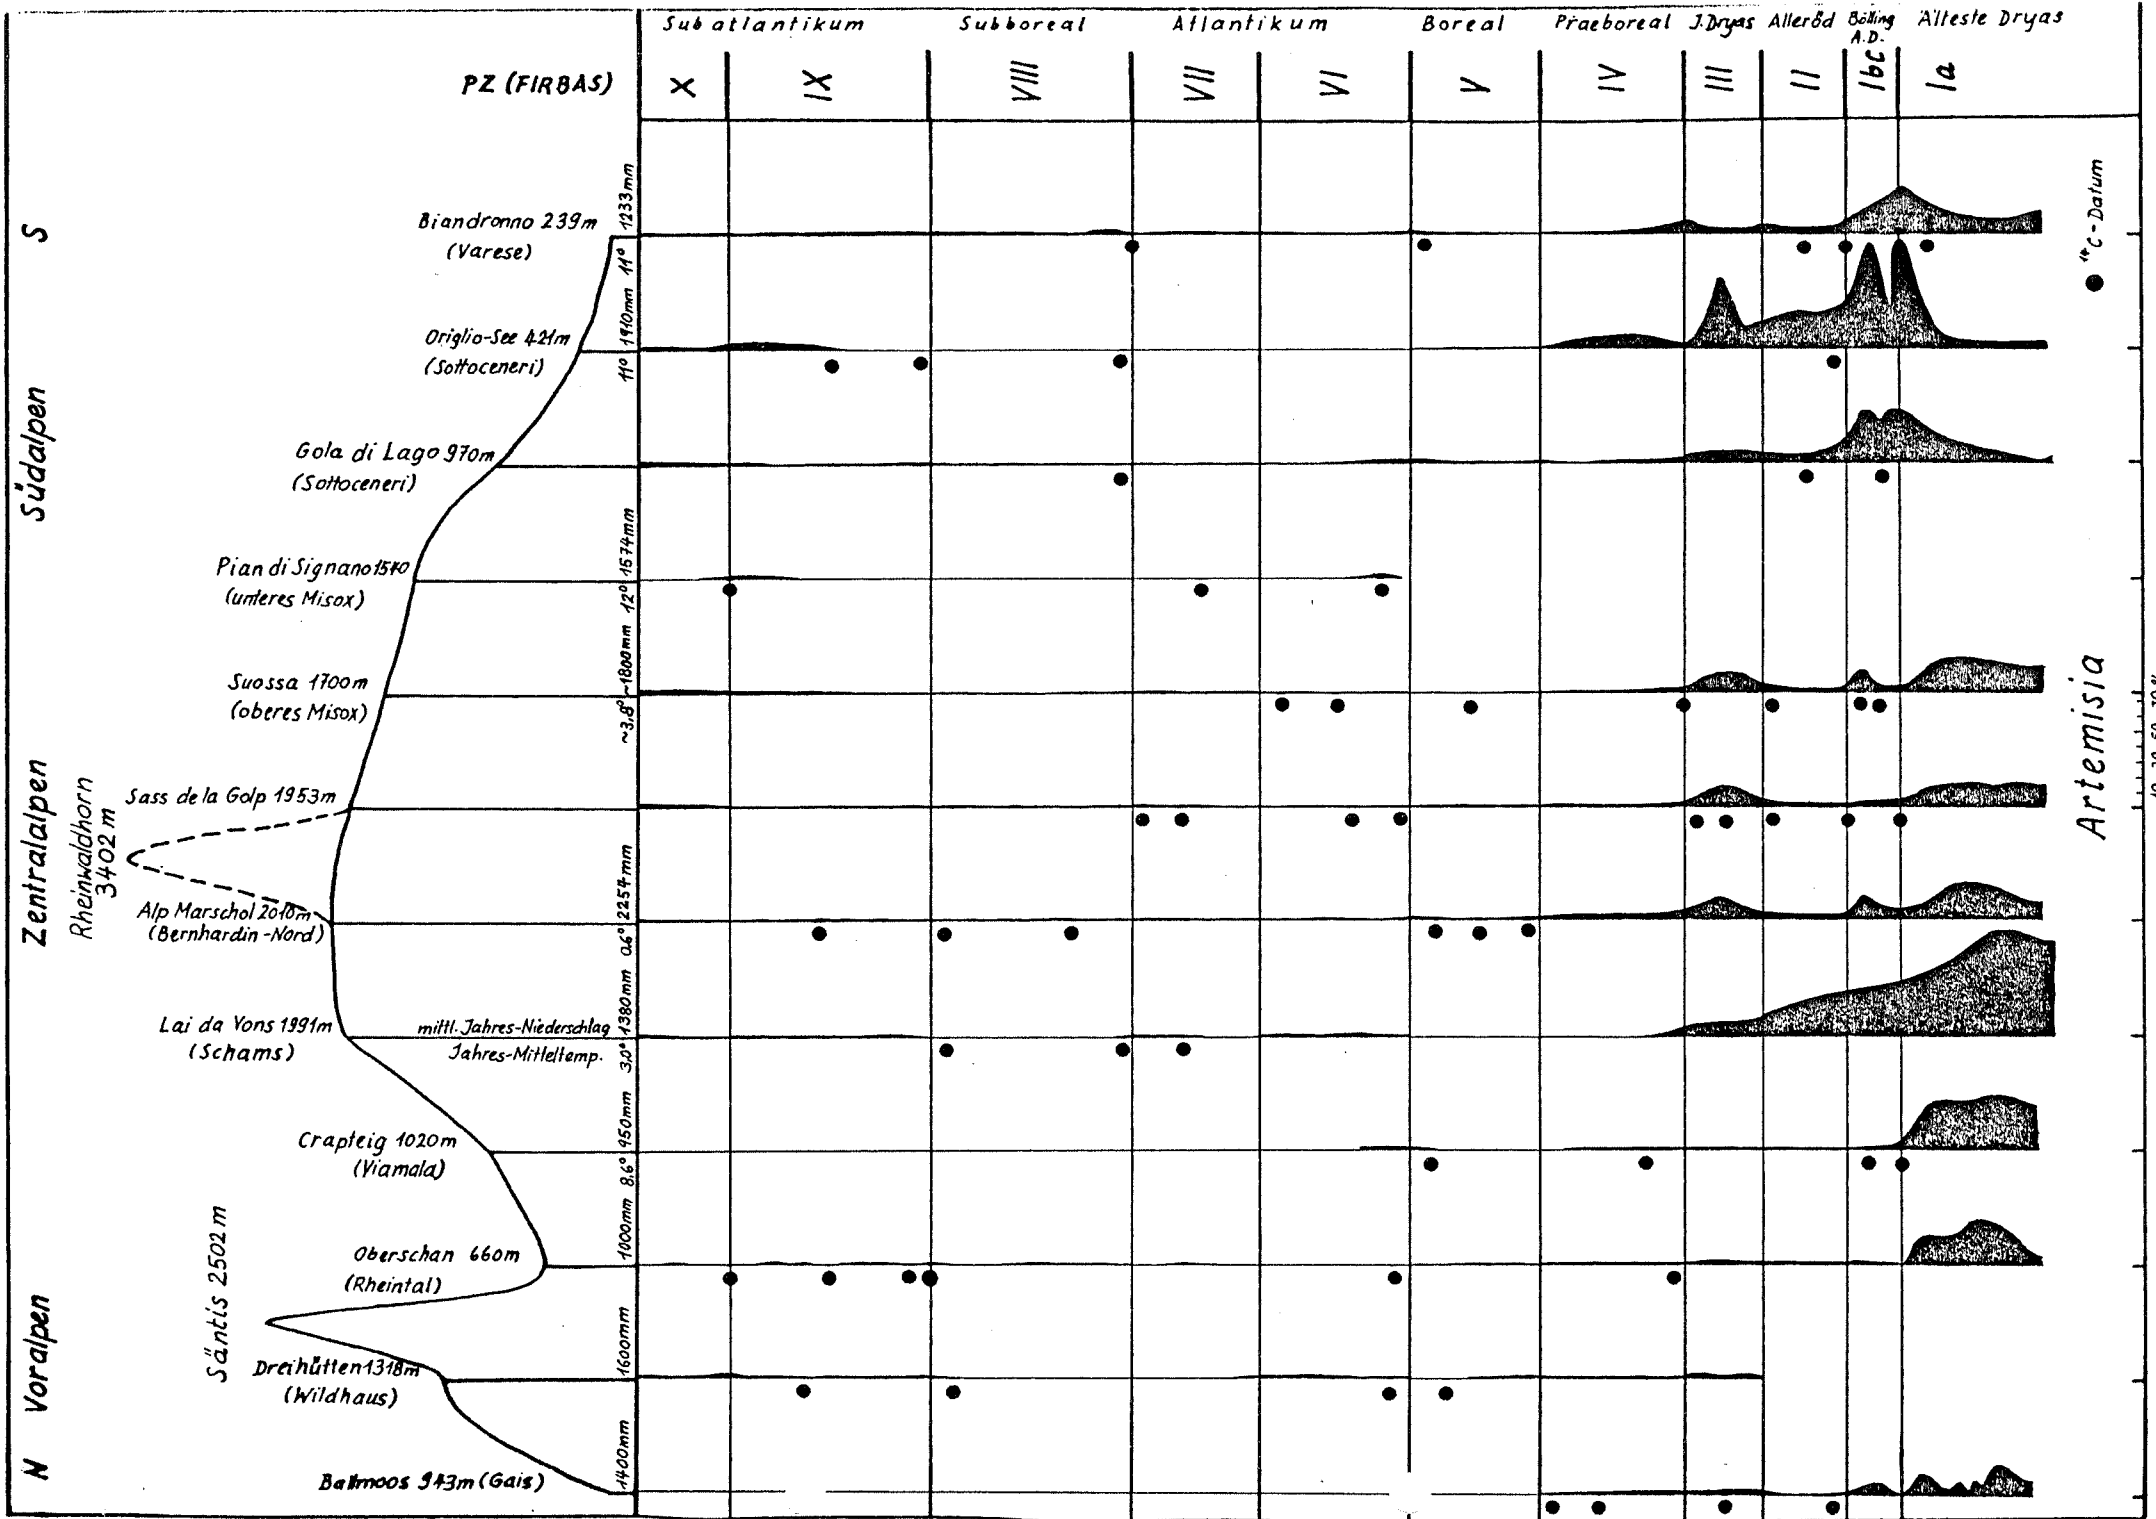 Subatlantikum Subboreal Atlantikum Boreal Praeboreal J.Dryas Alleröd Bölling Älteste Dryas
A.D.
PZ (FIRBAS) X IX VIII VII VI V IV III II Ibc Ia
S
Südalpen
Zentralalpen
Voralpen
N
Biandronno 239m
(Varese)
1233mm
11°
Origlio-See 421m
(Sottoceneri)
1910mm
11°
Gola di Lago 970m
(Sottoceneri)
Pian di Signano 1540
(unteres Misox)
1574mm
12°
Suossa 1700m
(oberes Misox)
~1800mm
~3,8°
Sass de la Golp 1953m
Rheinwaldhorn
3402 m
Alp Marschol 2010m
(Bernhardin-Nord)
2254mm
0.6°
Lai da Vons 1991m
(Schams)
mittl. Jahres-Niederschlag
Jahres-Mitteltemp.
1380mm
3.0°
Crapteig 1020m
(Viamala)
950mm
8.6°
Oberschan 660m
(Rheintal)
1000mm
Säntis 2502m
Dreihütten 1318m
(Wildhaus)
1600mm
Ballmoos 943m (Gais)
1400mm
● ¹⁴C-Datum
Artemisia